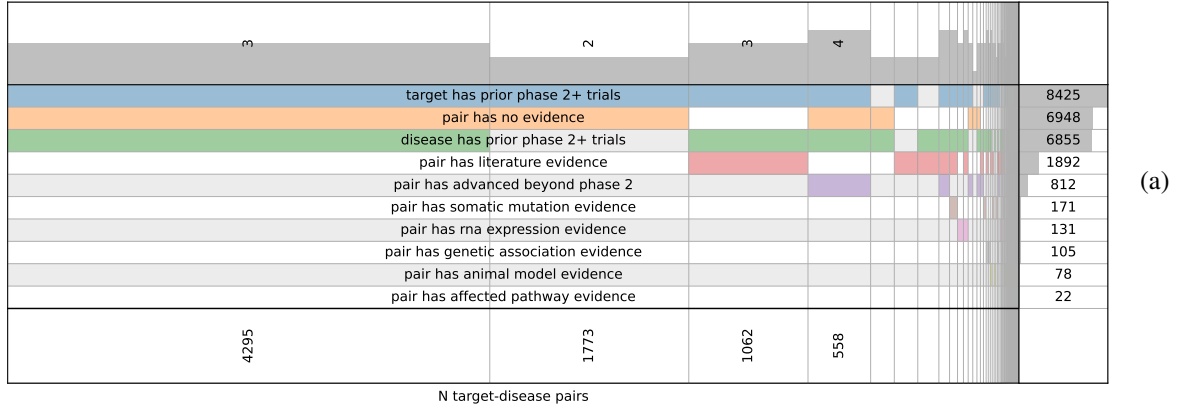 3 2 3 4
target has prior phase 2+ trials 8425
pair has no evidence 6948
disease has prior phase 2+ trials 6855
pair has literature evidence 1892
pair has advanced beyond phase 2 812
pair has somatic mutation evidence 171
pair has rna expression evidence 131
pair has genetic association evidence 105
pair has animal model evidence 78
pair has affected pathway evidence 22
4295 1773 1062 558
N target-disease pairs
(a)